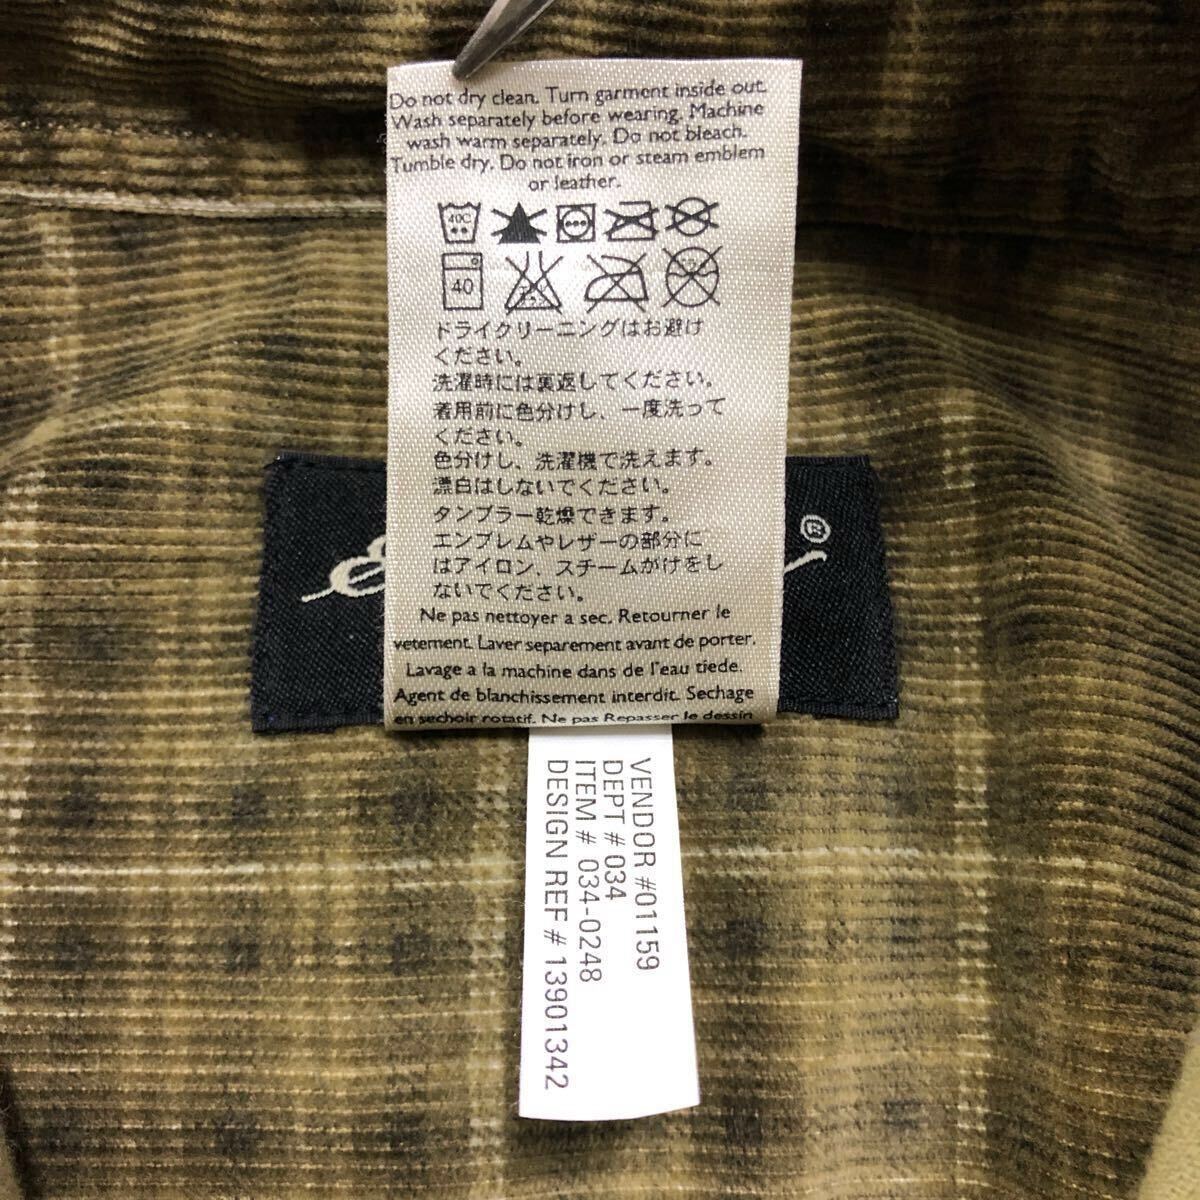 Do not dry clean. Turn garment inside out.
Wash separately before wearing. Machine
wash warm separately. Do not bleach.
Tumble dry. Do not iron or steam emblem
or leather.
40C
40
ドライクリーニングはお避け
ください。
洗濯時には裏返してください。
着用前に色分けし、一度洗って
ください。
色分けし、洗濯機で洗えます。
漂白はしないでください。
タンブラー乾燥できます。
エンブレムやレザーの部分に
はアイロン、スチームがけをし
ないでください。
Ne pas nettoyer a sec. Retourner le
vetement. Laver separement avant de porter.
Lavage a la machine dans de l'eau tiede.
Agent de blanchissement interdit. Sechage
en sechoir rotatif. Ne pas Repasser le dessin
®
VENDOR #01159
DEPT # 034
ITEM # 034-0248
DESIGN REF # 13901342